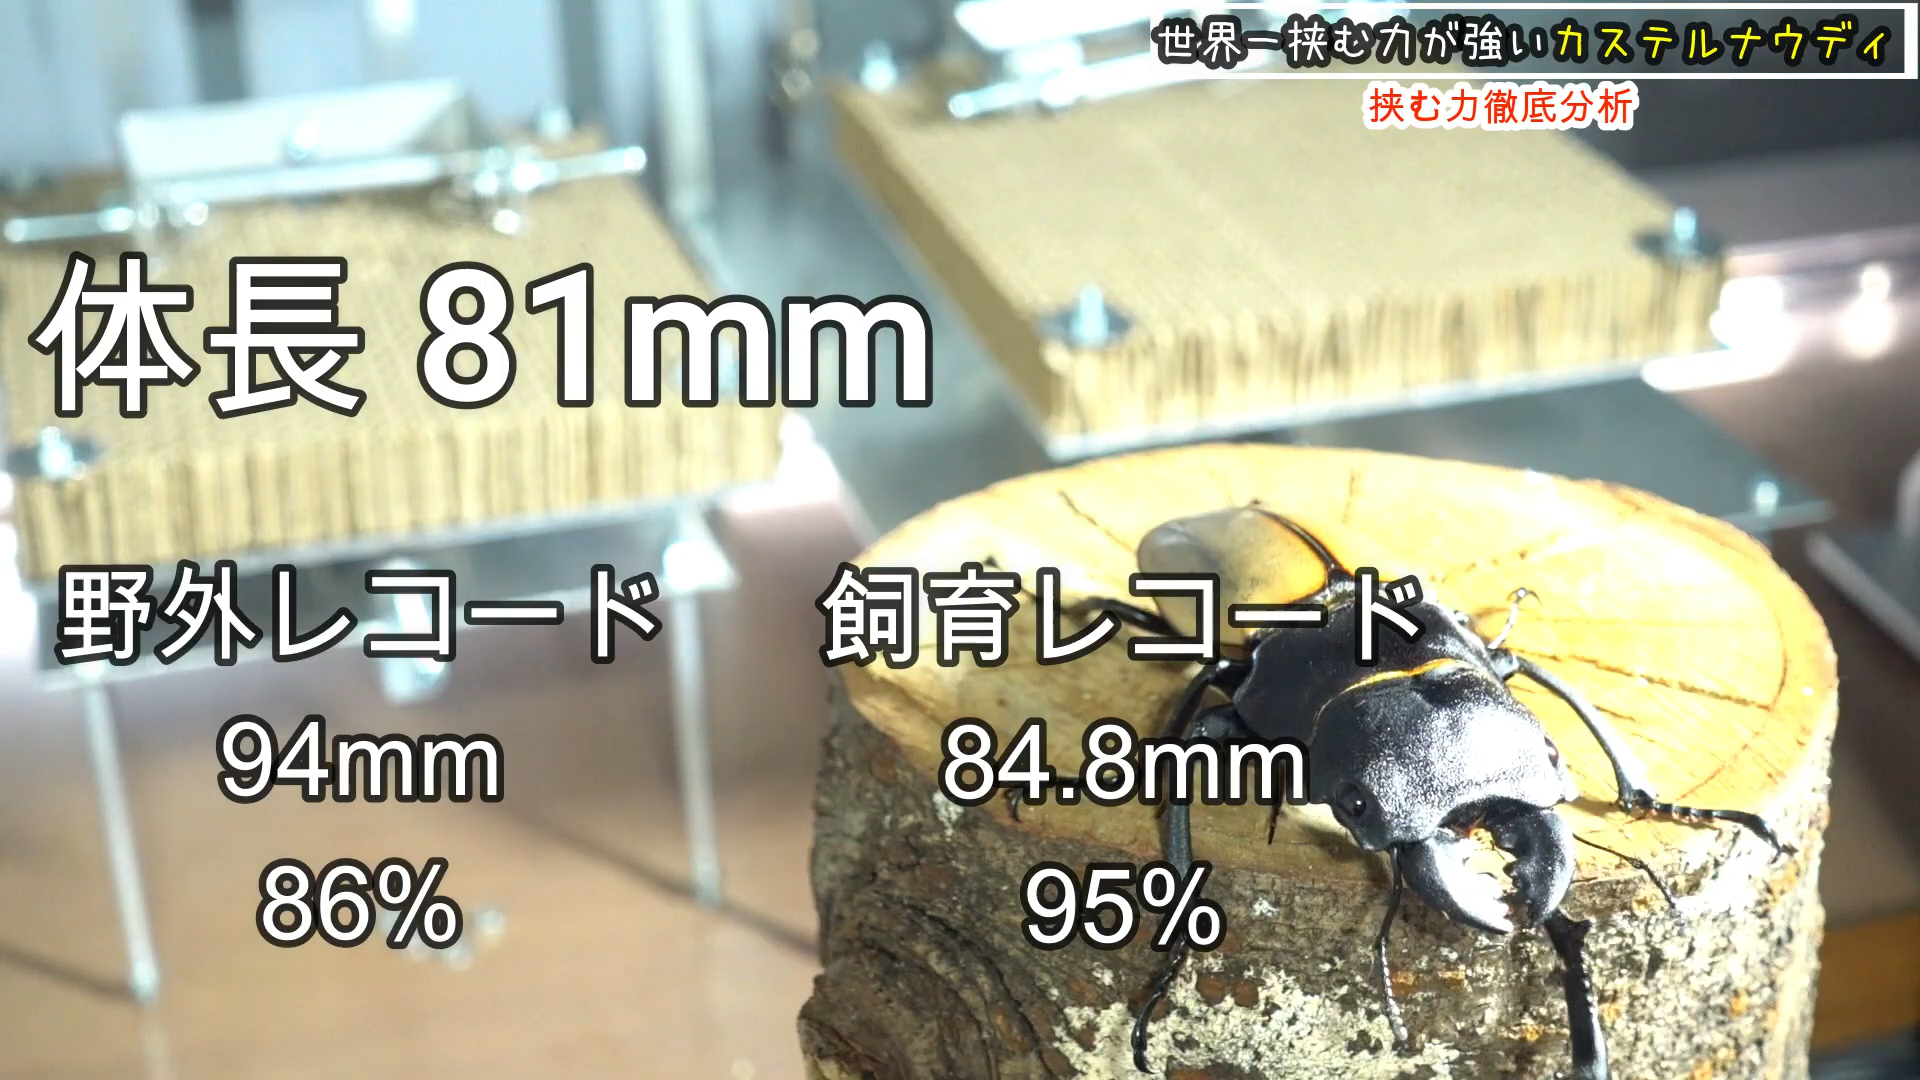 世界一挟む力が強いカステルナウディ
挟む力徹底分析
体長 81mm
野外レコード
94mm
86%
飼育レコード
84.8mm
95%